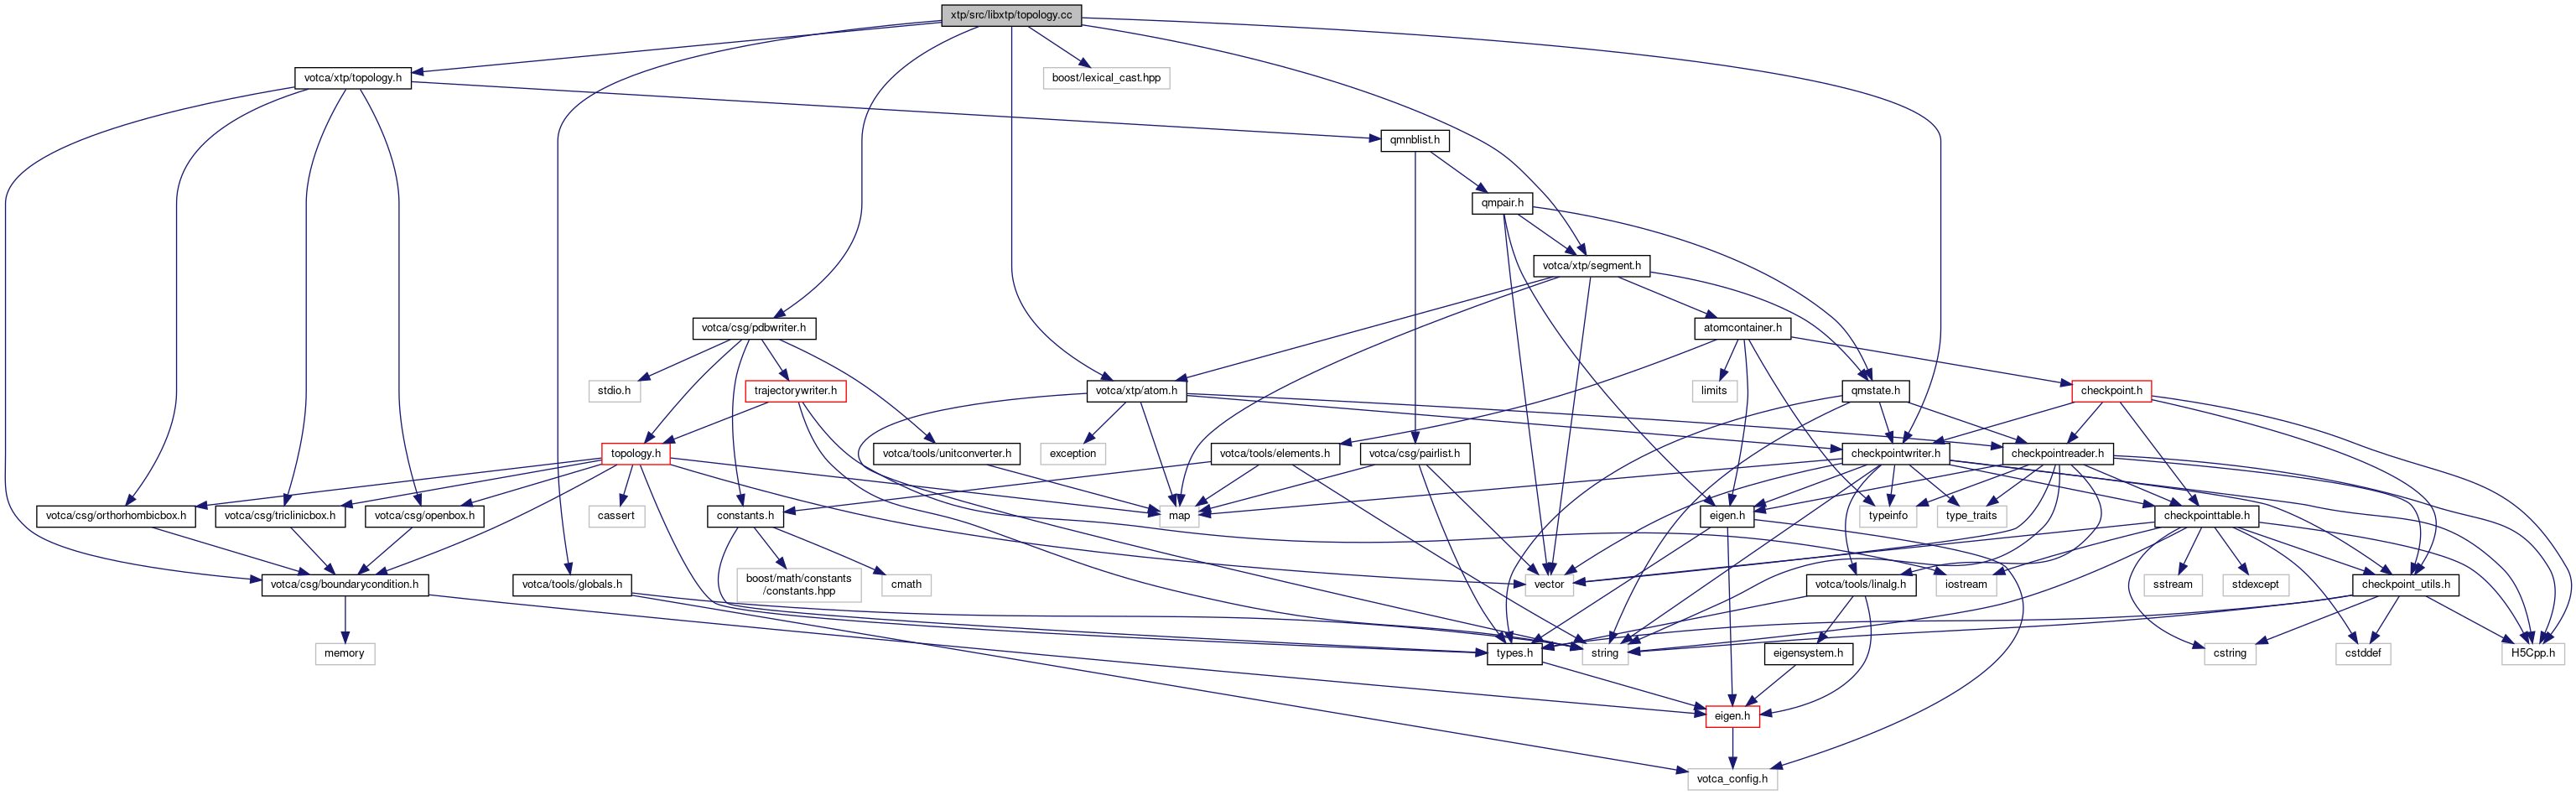 xtp/src/libxtp/topology.cc
votca/xtp/topology.h
boost/lexical_cast.hpp
qmnblist.h
qmpair.h
votca/xtp/segment.h
votca/csg/pdbwriter.h
atomcontainer.h
stdio.h
trajectorywriter.h
votca/xtp/atom.h
limits
qmstate.h
checkpoint.h
topology.h
votca/tools/unitconverter.h
exception
votca/tools/elements.h
votca/csg/pairlist.h
checkpointwriter.h
checkpointreader.h
votca/csg/orthorhombicbox.h
votca/csg/triclinicbox.h
votca/csg/openbox.h
cassert
constants.h
map
eigen.h
typeinfo
type_traits
checkpointtable.h
votca/csg/boundarycondition.h
votca/tools/globals.h
boost/math/constants
/constants.hpp
cmath
vector
votca/tools/linalg.h
iostream
sstream
stdexcept
checkpoint_utils.h
memory
types.h
string
eigensystem.h
cstring
cstddef
H5Cpp.h
eigen.h
votca_config.h